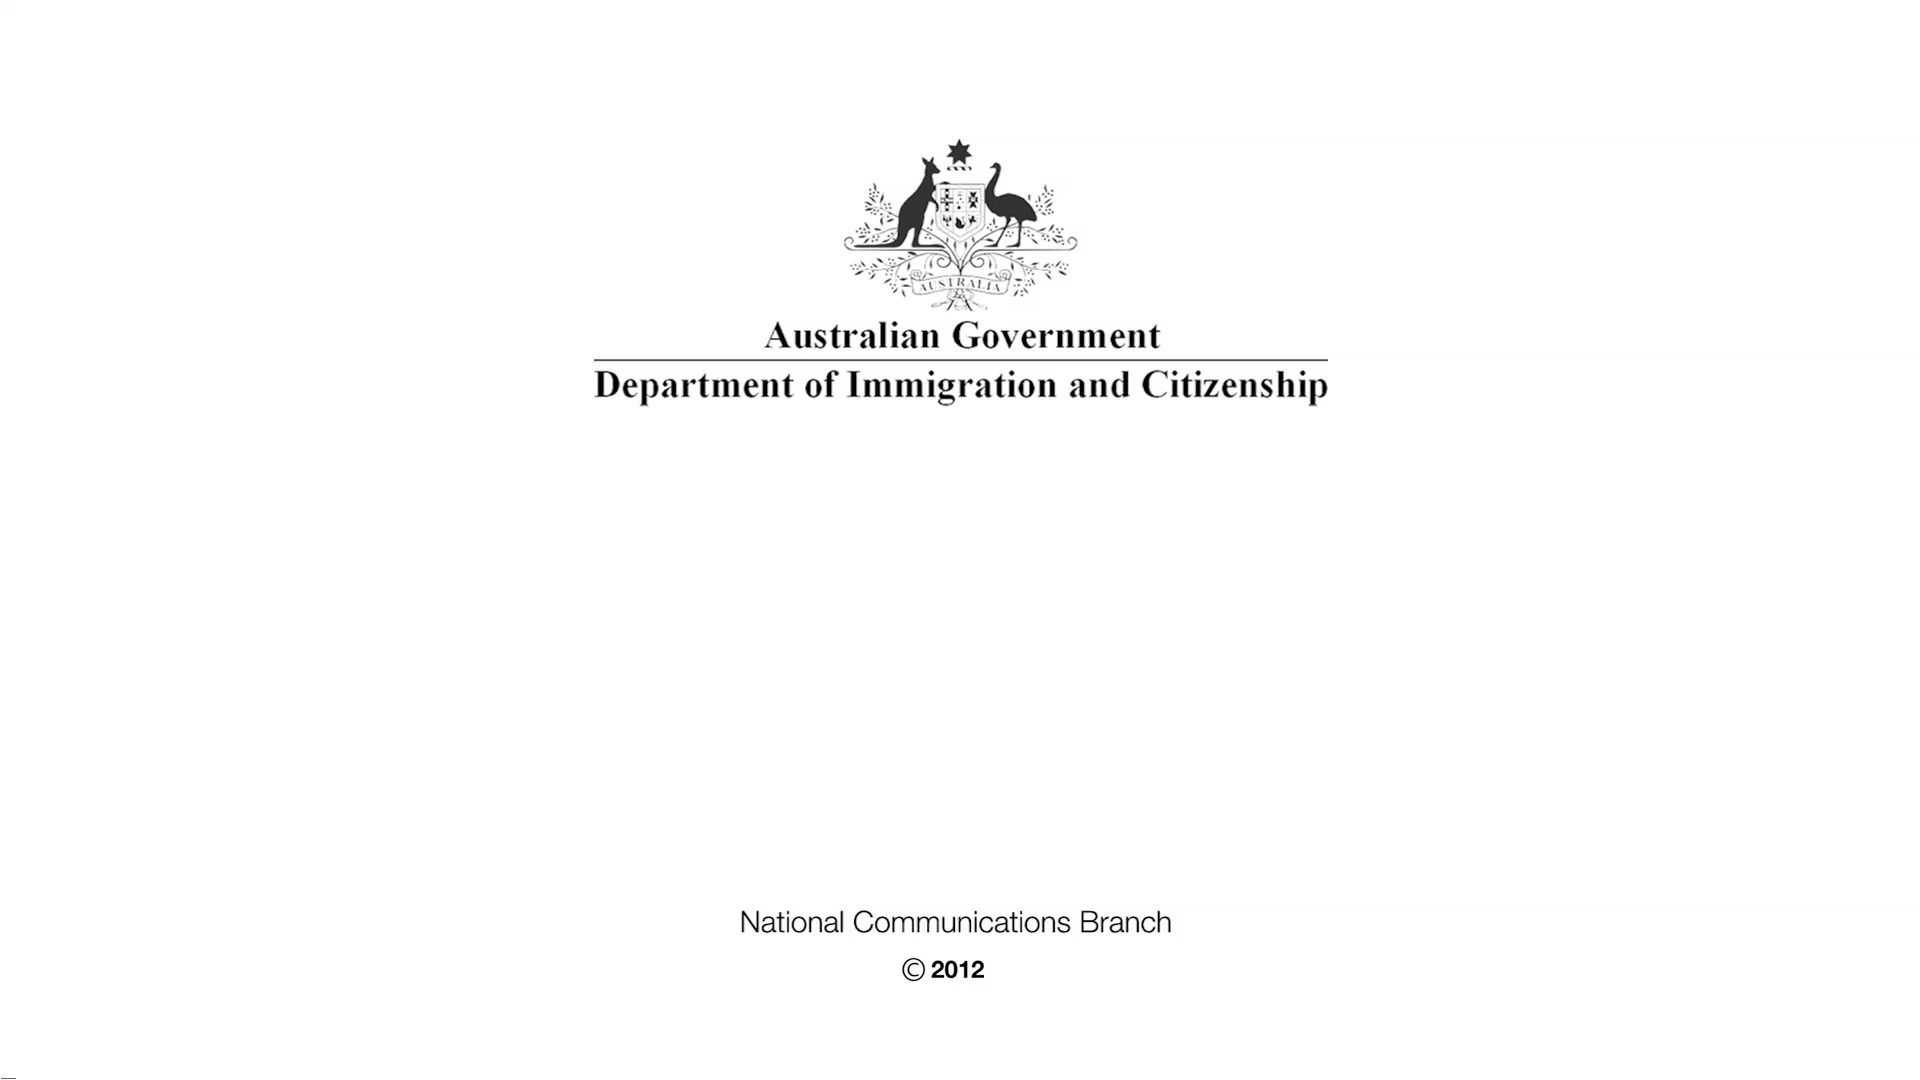 AUSTRALIA
Australian Government
Department of Immigration and Citizenship
National Communications Branch
© 2012